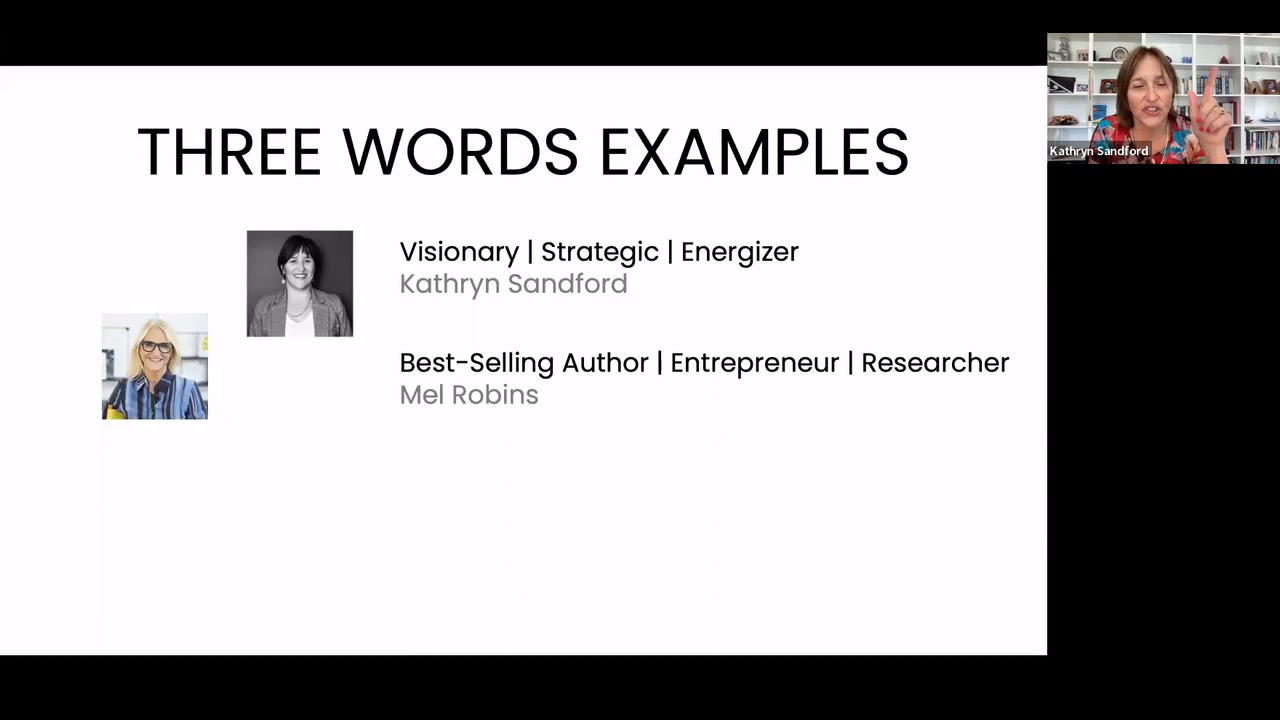 THREE WORDS EXAMPLES
Visionary | Strategic | Energizer
Kathryn Sandford
Best-Selling Author | Entrepreneur | Researcher
Mel Robins
Kathryn Sandford